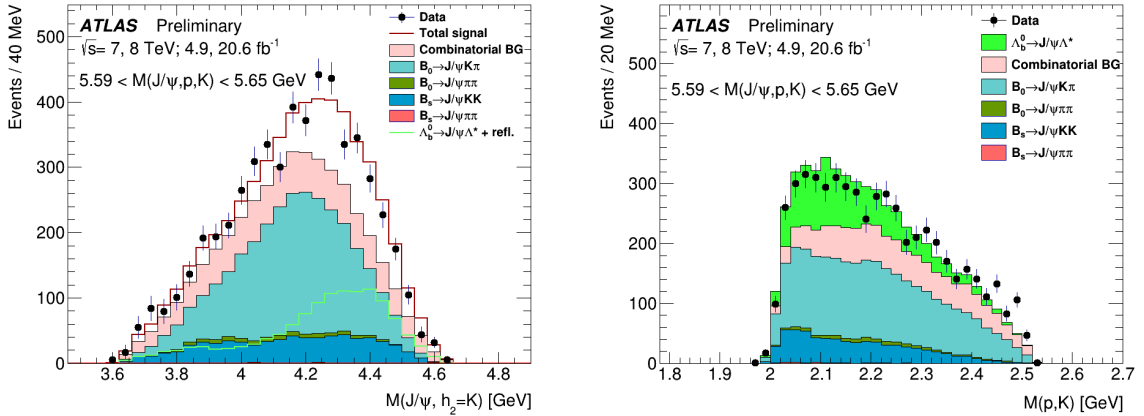 ATLAS Preliminary
√s= 7, 8 TeV; 4.9, 20.6 fb⁻¹
5.59 < M(J/ψ,p,K) < 5.65 GeV
Data
Total signal
Combinatorial BG
B₀→J/ψKπ
B₀→J/ψππ
Bₛ→J/ψKK
Bₛ→J/ψππ
Λ⁰_b→J/ψΛ* + refl.
Events / 40 MeV
500
400
300
200
100
0
3.6 3.8 4 4.2 4.4 4.6 4.8
M(J/ψ, h₂=K) [GeV]
ATLAS Preliminary
√s= 7, 8 TeV; 4.9, 20.6 fb⁻¹
5.59 < M(J/ψ,p,K) < 5.65 GeV
Data
Λ⁰_b→J/ψΛ*
Combinatorial BG
B₀→J/ψKπ
B₀→J/ψππ
Bₛ→J/ψKK
Bₛ→J/ψππ
Events / 20 MeV
500
400
300
200
100
0
1.8 1.9 2 2.1 2.2 2.3 2.4 2.5 2.6 2.7
M(p,K) [GeV]